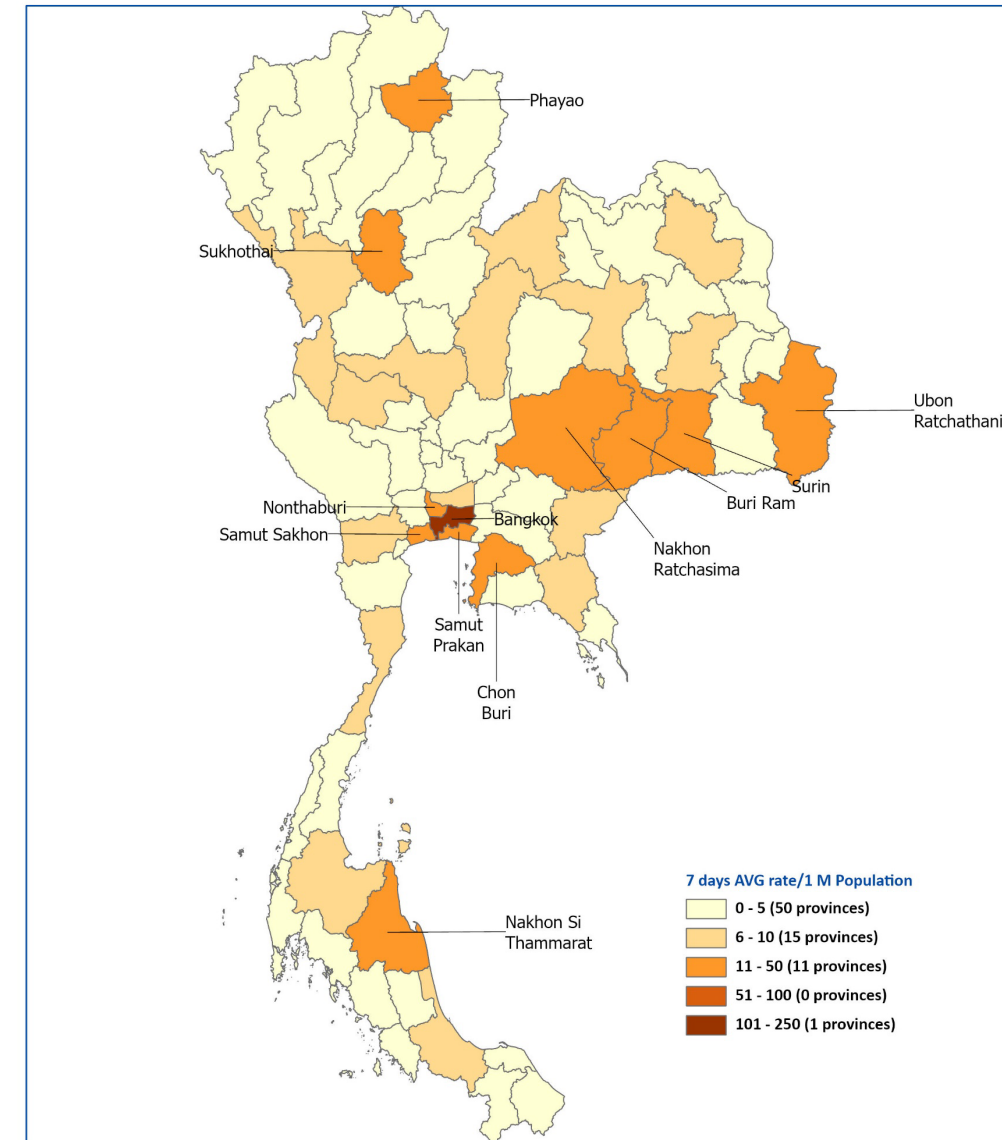 Phayao
Sukhothai
Ubon
Ratchathani
Surin
Buri Ram
Nonthaburi
Bangkok
Samut Sakhon
Nakhon
Ratchasima
Samut
Prakan
Chon
Buri
7 days AVG rate/1 M Population
0 - 5 (50 provinces)
6 - 10 (15 provinces)
11 - 50 (11 provinces)
51 - 100 (0 provinces)
101 - 250 (1 provinces)
Nakhon Si
Thammarat